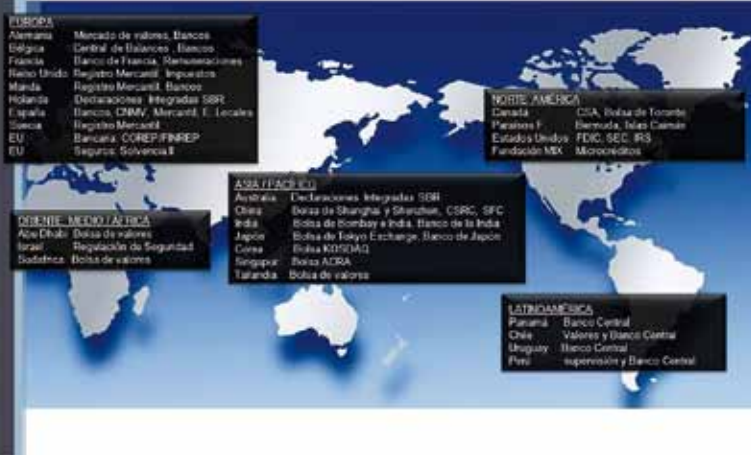 EUROPA
Alemania Mercado de valores, Bancos
Bélgica Central de Balances , Bancos
Francia Banco de Francia, Remuneraciones
Reino Unido Registro Mercantil, Impuestos
Irlanda Registro Mercantil, Bancos
Holanda Declaraciones Integradas SBR
España Bancos, CNMV, Mercantil, E. Locales
Suecia Registro Mercantil
EU Bancaria: COREP/FINREP
EU Seguros: Solvencia II
NORTE AMÉRICA
Canadá CSA, Bolsa de Toronto
Paraísos F. Bermuda, Islas Caimán
Estados Unidos FDIC, SEC, IRS
Fundación MIX Microcréditos
ASIA / PACÍFICO
Australia Declaraciones Integradas SBR
China Bolsa de Shanghai y Shenzhen, CSRC, SFC
India Bolsa de Bombay e India, Banco de la India
Japón Bolsa de Tokyo Exchange, Banco de Japón
Corea Bolsa KOSDAQ
Singapur Bolsa ACRA
Tailandia Bolsa de valores
ORIENTE MEDIO / ÁFRICA
Abu Dhabi Bolsa de valores
Israel Regulación de Seguridad
Sudáfrica Bolsa de valores
LATINOAMÉRICA
Panamá Banco Central
Chile Valores y Banco Central
Uruguay Banco Central
Perú supervisión y Banco Central